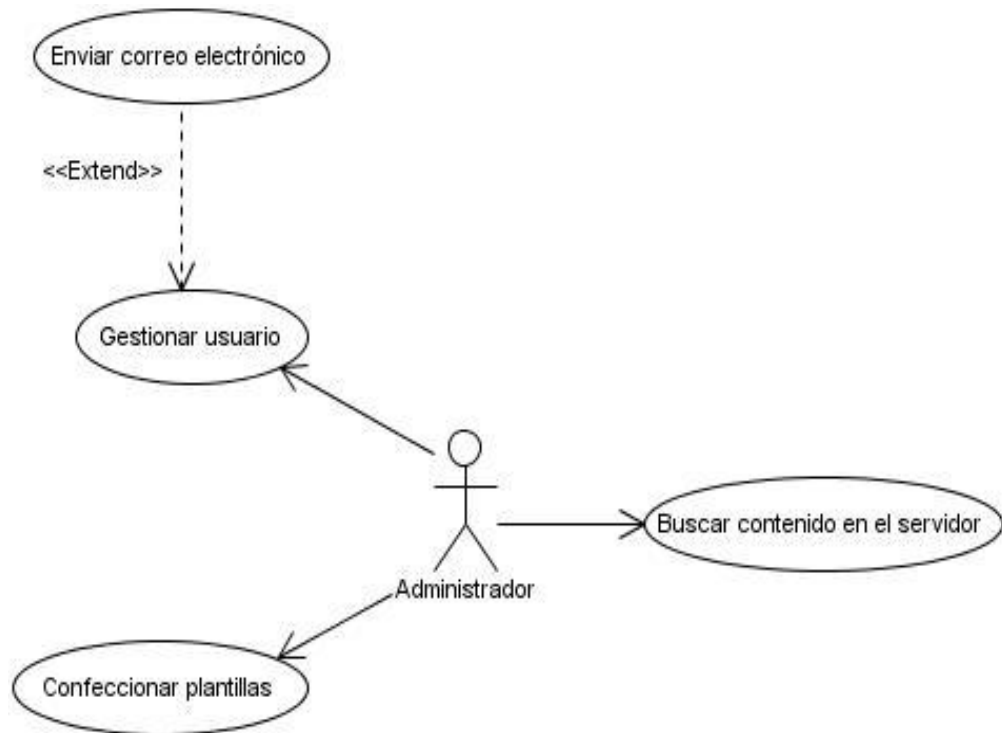 Enviar correo electrónico
<<Extend>>
Gestionar usuario
Buscar contenido en el servidor
Administrador
Confeccionar plantillas